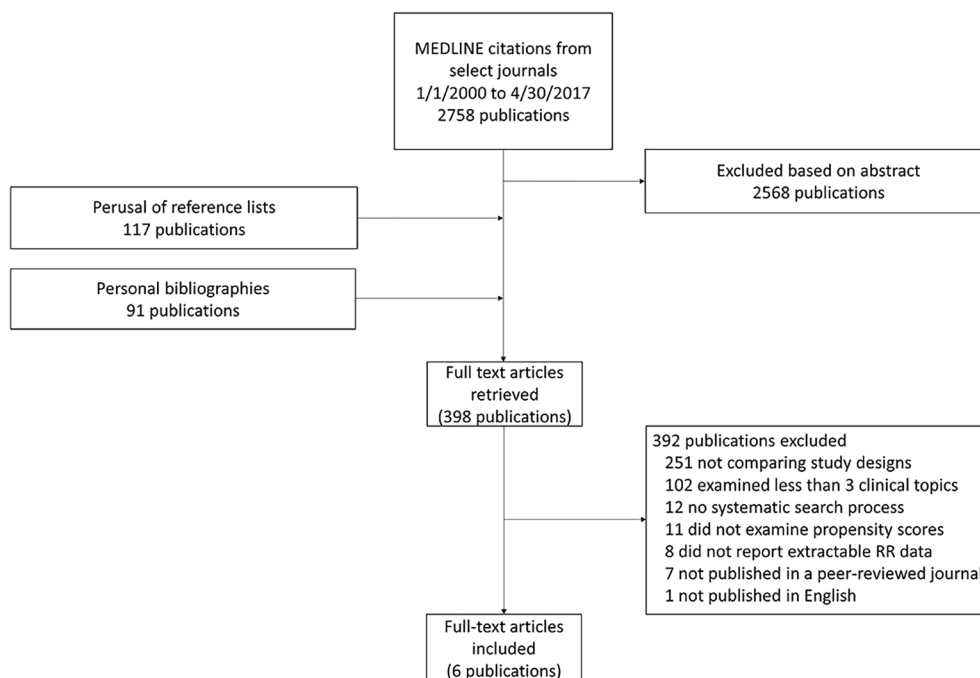 MEDLINE citations from
select journals
1/1/2000 to 4/30/2017
2758 publications
Excluded based on abstract
2568 publications
Perusal of reference lists
117 publications
Personal bibliographies
91 publications
Full text articles
retrieved
(398 publications)
392 publications excluded
251 not comparing study designs
102 examined less than 3 clinical topics
12 no systematic search process
11 did not examine propensity scores
8 did not report extractable RR data
7 not published in a peer-reviewed journal
1 not published in English
Full-text articles
included
(6 publications)